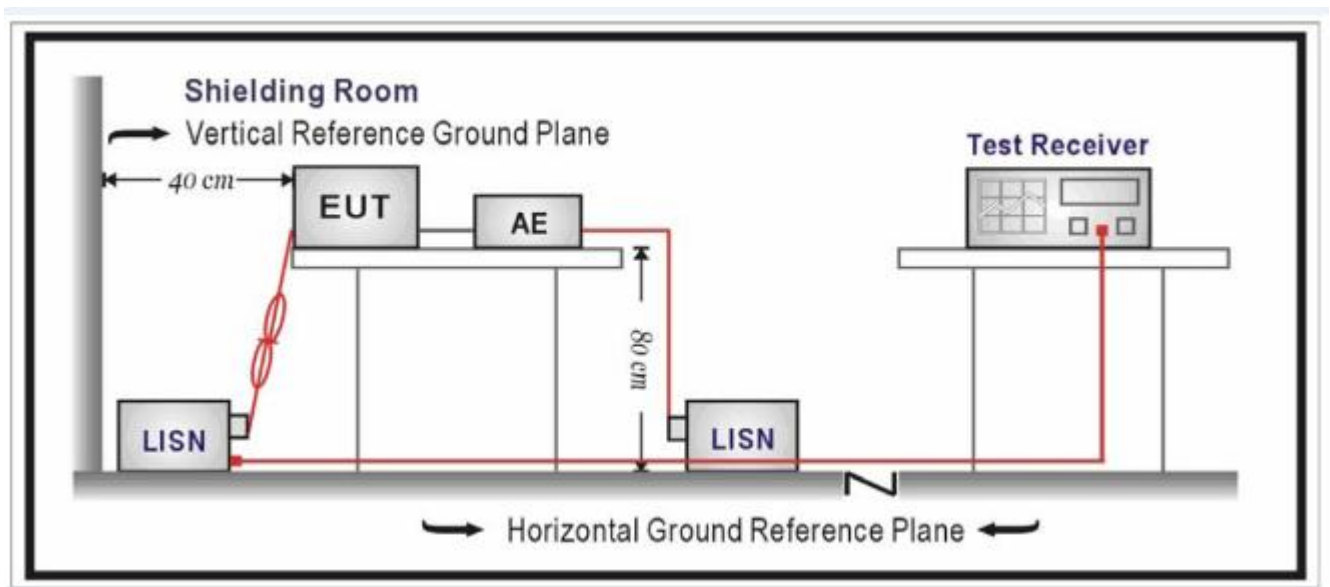 Shielding Room
Vertical Reference Ground Plane
40 cm
EUT
AE
Test Receiver
80 cm
LISN
LISN
Horizontal Ground Reference Plane